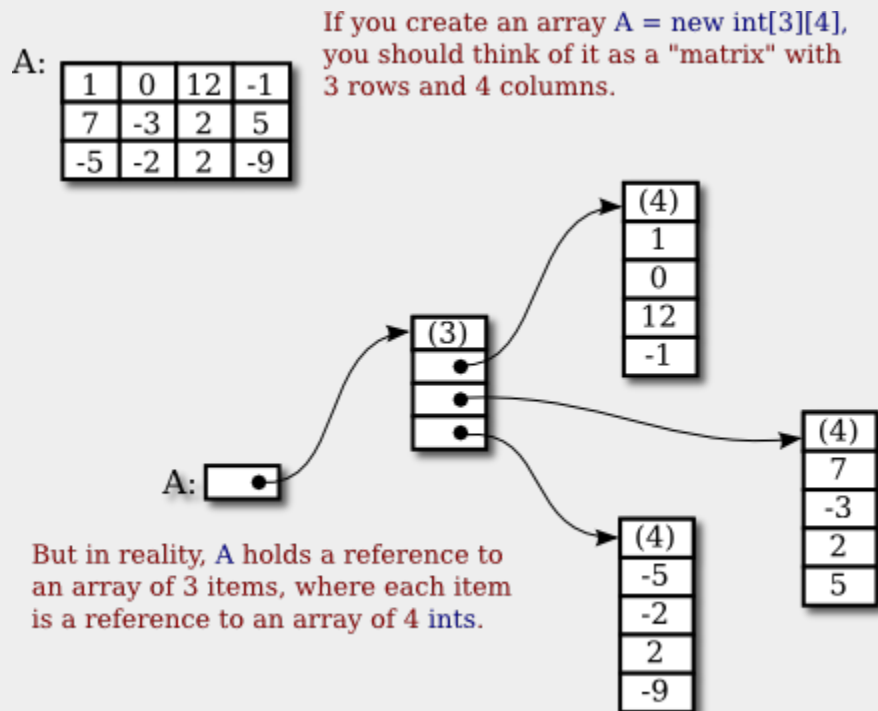 If you create an array A = new int[3][4],
you should think of it as a "matrix" with
3 rows and 4 columns.
A:
1 0 12 -1
7 -3 2 5
-5 -2 2 -9
(4)
1
0
12
-1
(3)
A:
(4)
7
-3
2
5
(4)
-5
-2
2
-9
But in reality, A holds a reference to
an array of 3 items, where each item
is a reference to an array of 4 ints.